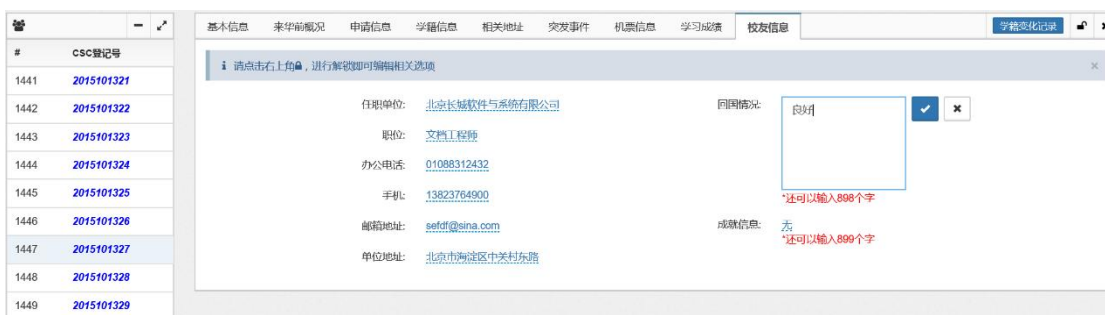 基本信息 来华前概况 申请信息 学籍信息 相关地址 突发事件 机票信息 学习成绩 校友信息 学籍变化记录
# CSC登记号
1441 2015101321
1442 2015101322
1443 2015101323
1444 2015101324
1445 2015101325
1446 2015101326
1447 2015101327
1448 2015101328
1449 2015101329
请点击右上角，进行解锁即可编辑相关选项
任职单位: 北京长城软件与系统有限公司
职位: 文档工程师
办公电话: 01088312432
手机: 13823764900
邮箱地址: sefdf@sina.com
单位地址: 北京市海淀区中关村东路
回国情况: 良好
*还可以输入898个字
成就信息: 无
*还可以输入899个字